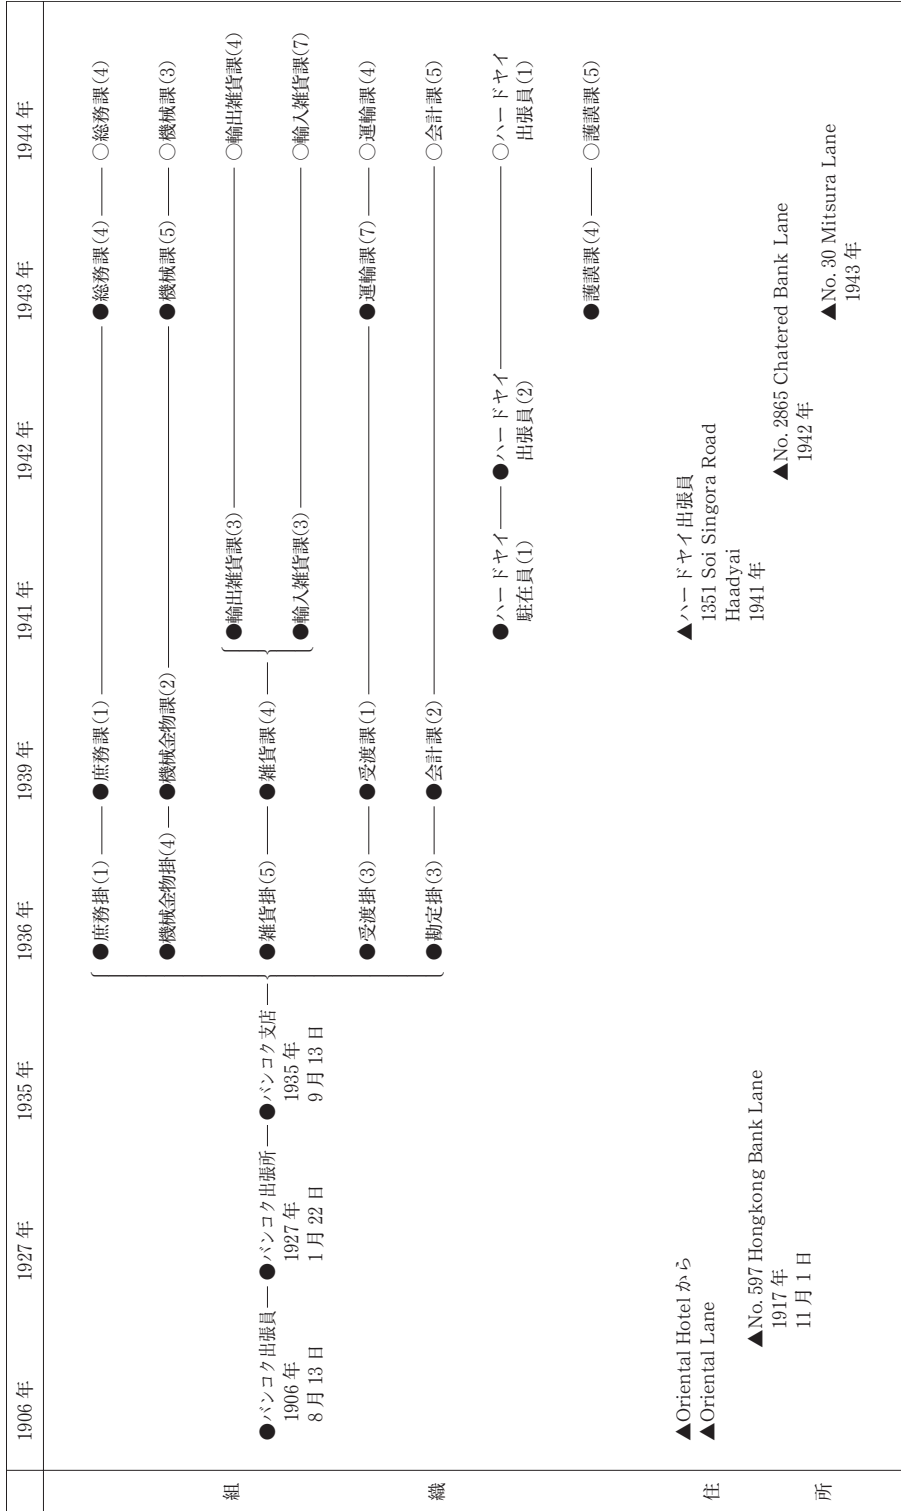 1906年 1927年 1935年 1936年 1939年 1941年 1942年 1943年 1944年
組織
●庶務掛(1) ●庶務課(1) ●総務課(4) ○総務課(4)
●機械金物掛(4) ●機械金物課(2) ●機械課(5) ○機械課(3)
●輸出雑貨課(3) ○輸出雑貨課(4)
●バンコク出張員
1906年
8月13日
●バンコク出張所
1927年
1月22日
●バンコク支店
1935年
9月13日
●雑貨掛(5) ●雑貨課(4)
●輸入雑貨課(3) ○輸入雑貨課(7)
●受渡掛(3) ●受渡課(1) ●運輸課(7) ○運輸課(4)
●勘定掛(3) ●会計課(2) ○会計課(5)
●ハードヤイ
駐在員(1)
●ハードヤイ
出張員(2)
○ハードヤイ
出張員(1)
●護謨課(4) ○護謨課(5)
住所
▲Oriental Hotelから
▲Oriental Lane
▲No. 597 Hongkong Bank Lane
1917年
11月1日
▲ハードヤイ出張員
1351 Soi Singora Road
Haadyai
1941年
▲No. 2865 Chatered Bank Lane
1942年
▲No. 30 Mitsura Lane
1943年